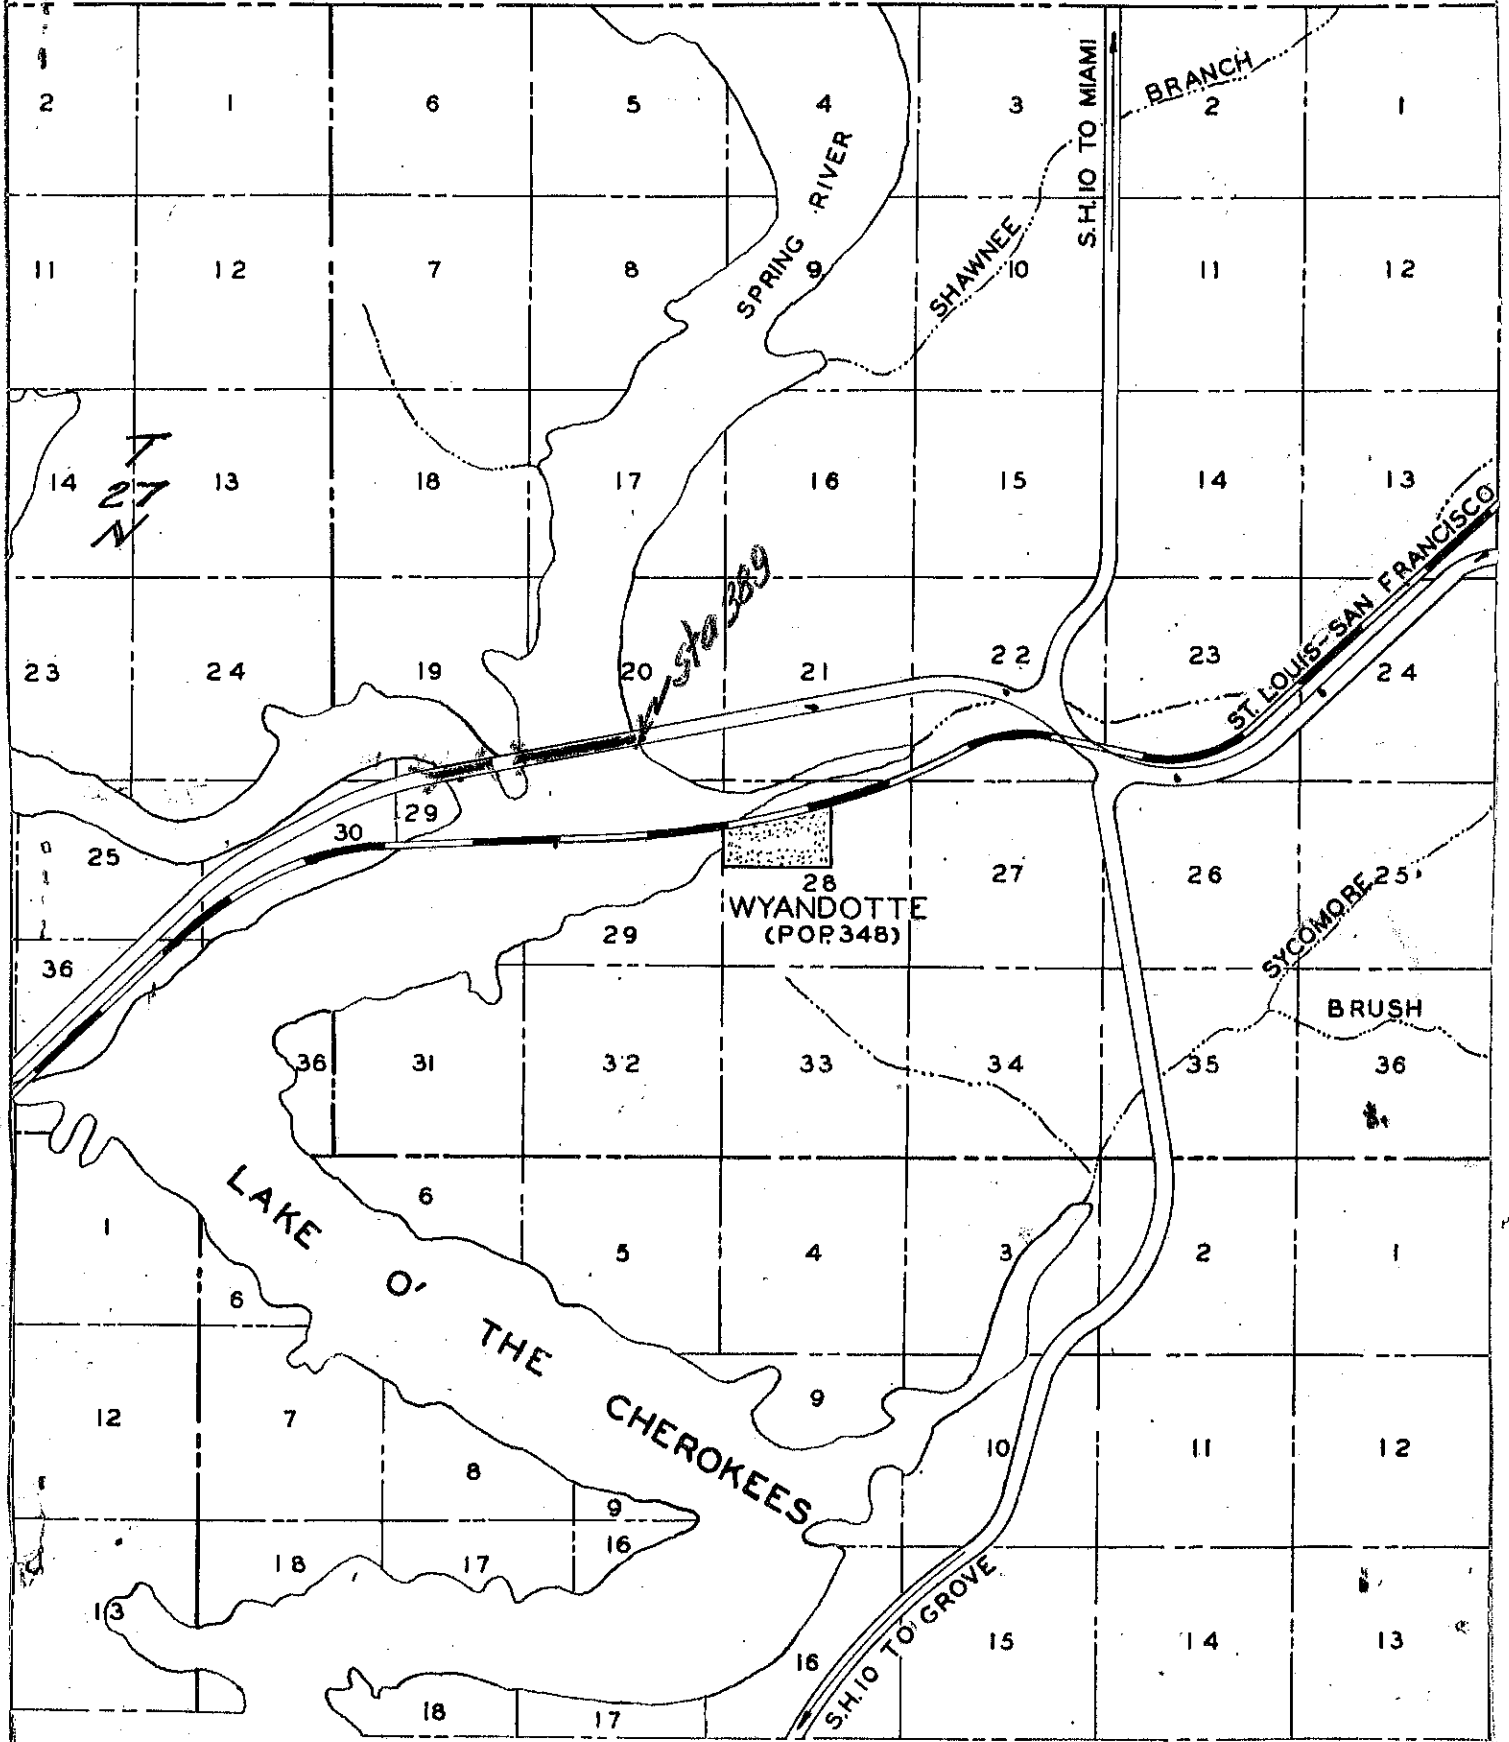 2 1 6 5 4 3 2 1
BRANCH
S.H. 10 TO MIAMI
SPRING RIVER
SHAWNEE
11 12 7 8 9 10 11 12
T
27
N
14 13 18 17 16 15 14 13
ST. LOUIS-SAN FRANCISCO
Sta 389
23 24 19 20 21 22 23 24
29
30
25 28 27 26 25
WYANDOTTE
(POP. 348)
29
36
SYCOMORE
BRUSH
36 31 32 33 34 35 36
6
1 5 4 3 2 1
6
LAKE O' THE CHEROKEES
9
12 7 10 11 12
8
9
16
18 17
13 15 14 13
16
S.H. 10 TO GROVE
18 17